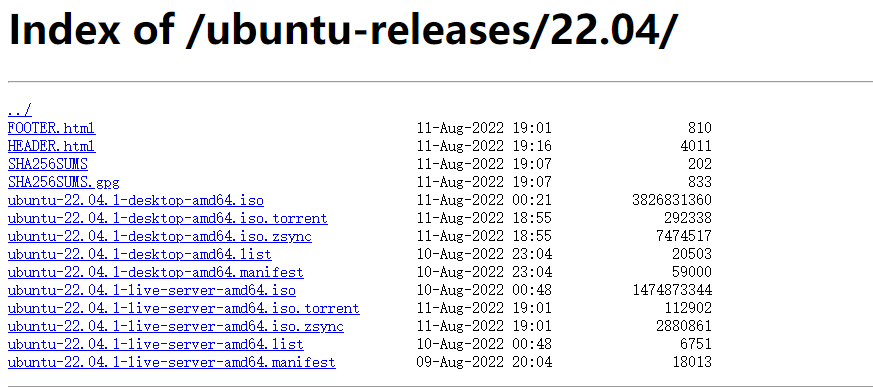 Index of /ubuntu-releases/22.04/
../
FOOTER.html 11-Aug-2022 19:01 810
HEADER.html 11-Aug-2022 19:16 4011
SHA256SUMS 11-Aug-2022 19:07 202
SHA256SUMS.gpg 11-Aug-2022 19:07 833
ubuntu-22.04.1-desktop-amd64.iso 11-Aug-2022 00:21 3826831360
ubuntu-22.04.1-desktop-amd64.iso.torrent 11-Aug-2022 18:55 292338
ubuntu-22.04.1-desktop-amd64.iso.zsync 11-Aug-2022 18:55 7474517
ubuntu-22.04.1-desktop-amd64.list 10-Aug-2022 23:04 20503
ubuntu-22.04.1-desktop-amd64.manifest 10-Aug-2022 23:04 59000
ubuntu-22.04.1-live-server-amd64.iso 10-Aug-2022 00:48 1474873344
ubuntu-22.04.1-live-server-amd64.iso.torrent 11-Aug-2022 19:01 112902
ubuntu-22.04.1-live-server-amd64.iso.zsync 11-Aug-2022 19:01 2880861
ubuntu-22.04.1-live-server-amd64.list 10-Aug-2022 00:48 6751
ubuntu-22.04.1-live-server-amd64.manifest 09-Aug-2022 20:04 18013